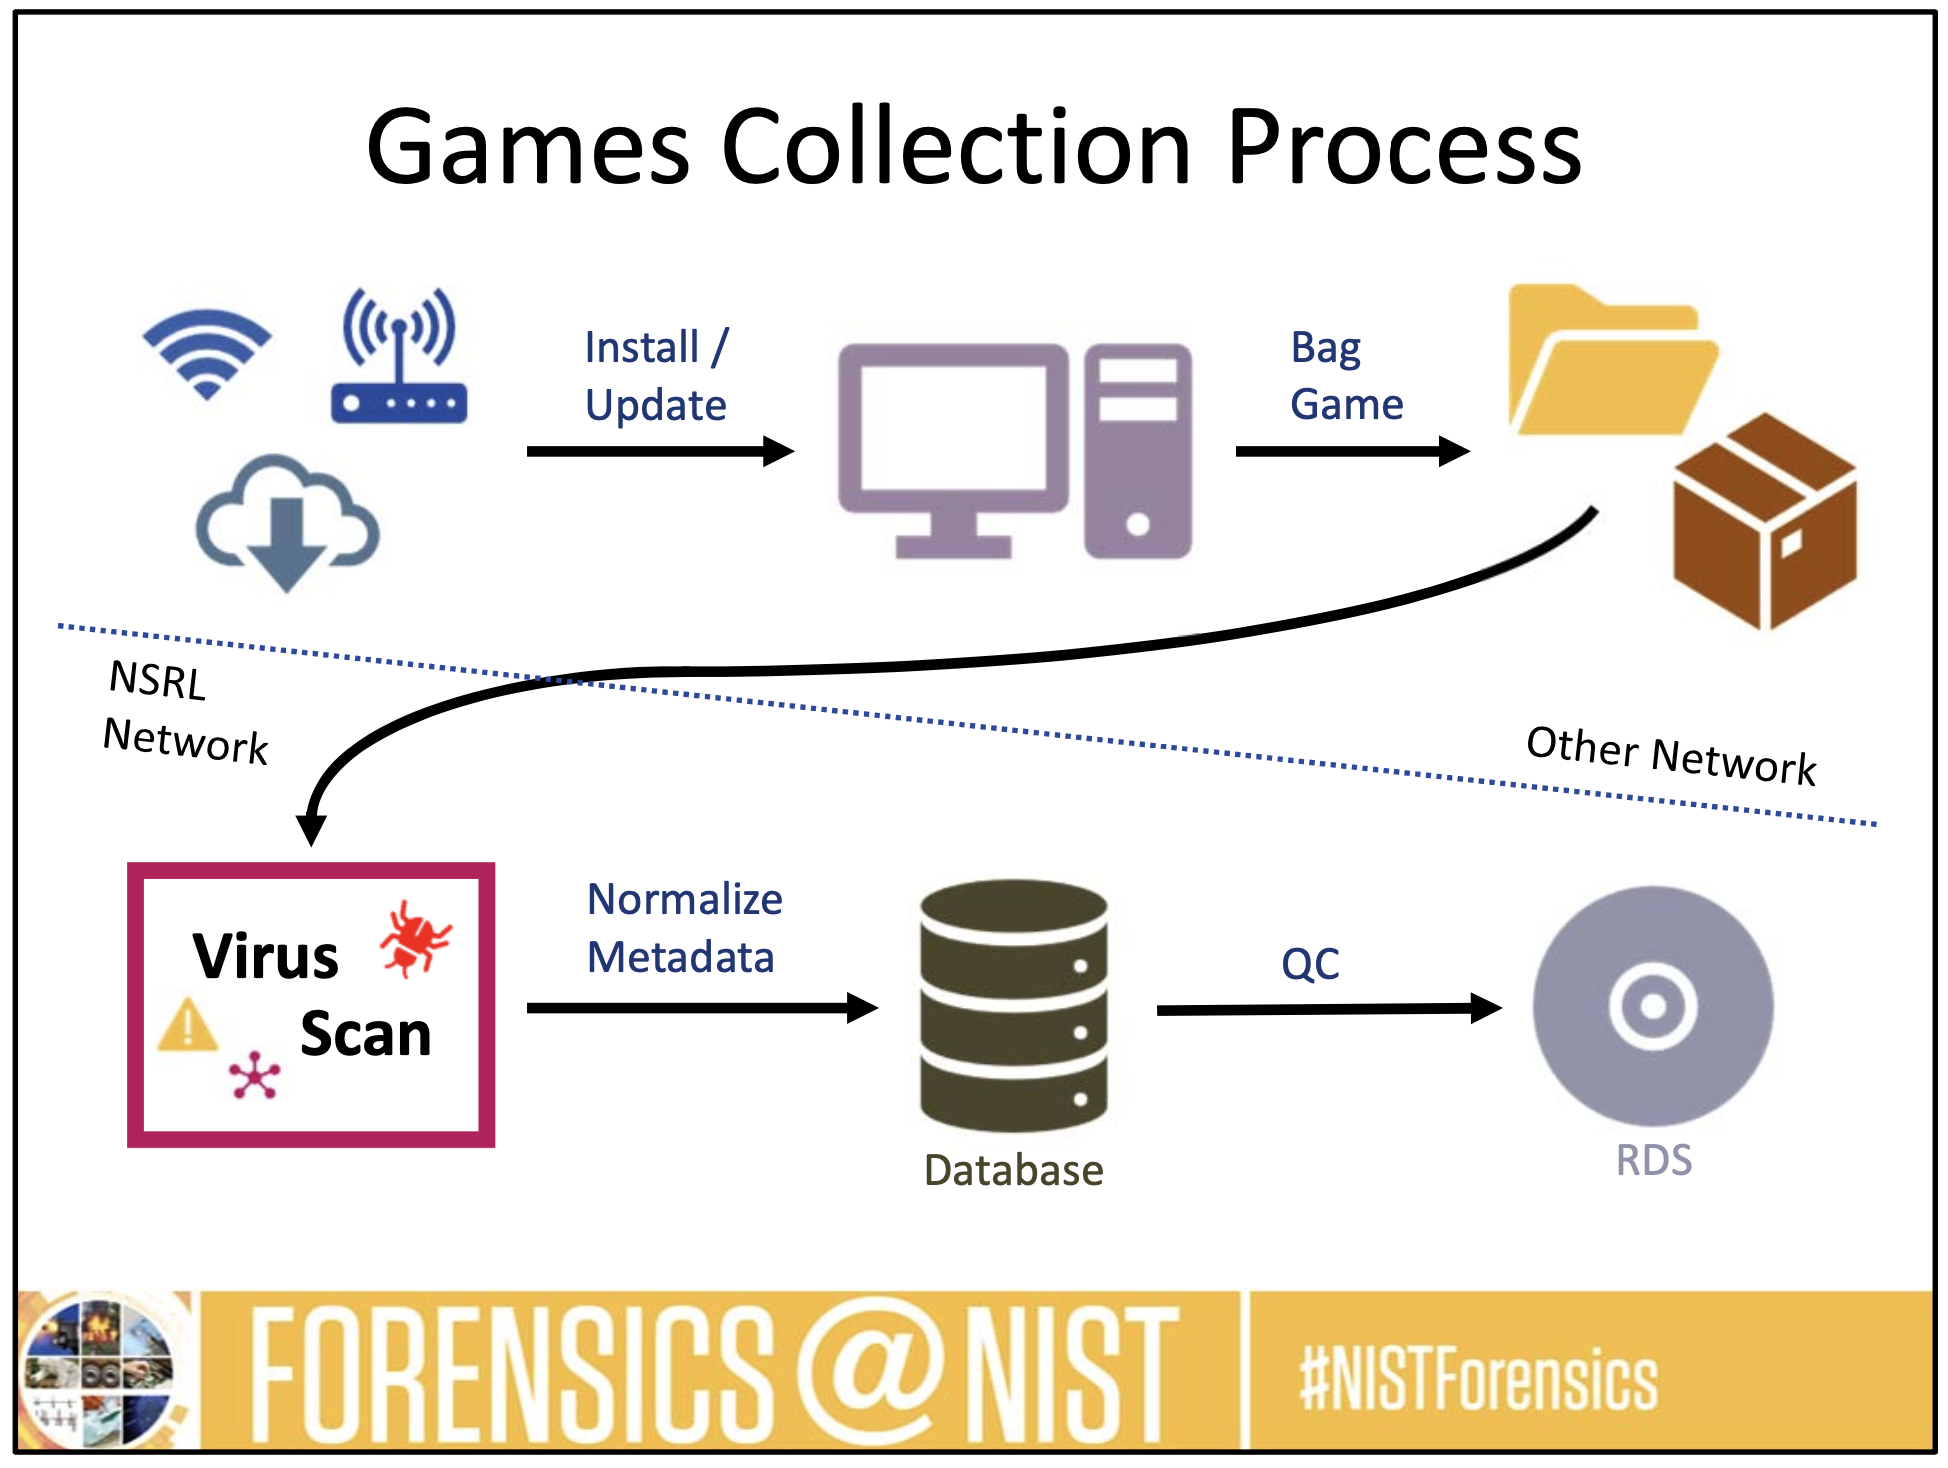 Games Collection Process
Install /
Update
Bag
Game
NSRL
Network
Other Network
Virus
Scan
Normalize
Metadata
QC
Database
RDS
FORENSICS@NIST
#NISTForensics